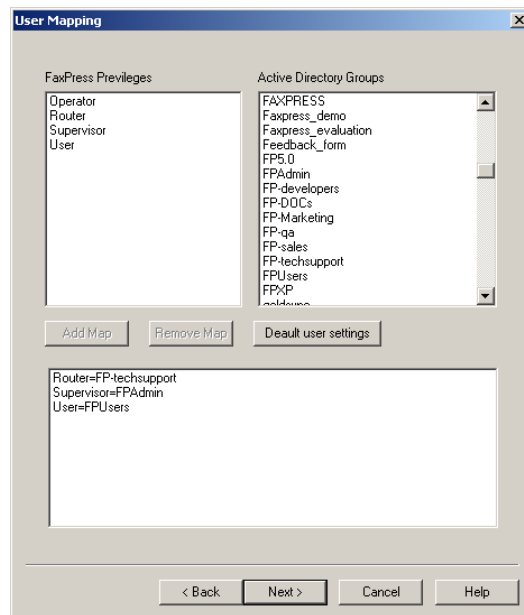 User Mapping
FaxPress Previleges
Operator
Router
Supervisor
User
Active Directory Groups
FAXPRESS
Faxpress_demo
Faxpress_evaluation
Feedback_form
FP5.0
FPAdmin
FP-developers
FP-DOCs
FP-Marketing
FP-qa
FP-sales
FP-techsupport
FPUsers
FPXP
Add Map
Remove Map
Deault user settings
Router=FP-techsupport
Supervisor=FPAdmin
User=FPUsers
< Back
Next >
Cancel
Help